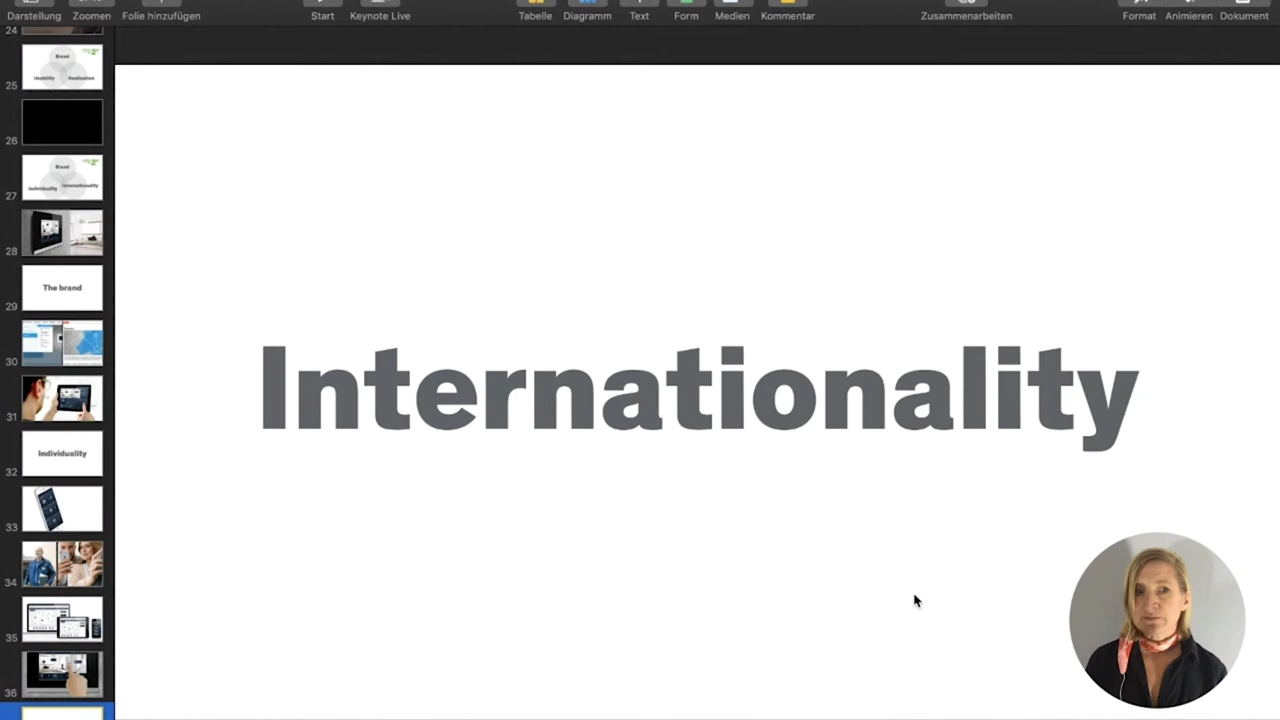 Darstellung Zoomen Folie hinzufügen Start Keynote Live Tabelle Diagramm Text Form Medien Kommentar Zusammenarbeiten Format Animieren Dokument
24
Brand
Usability Realisation
25
26
Brand
Individuality Internationality
27
28
The brand
29
30
31
Individuality
32
33
34
35
36
Internationality